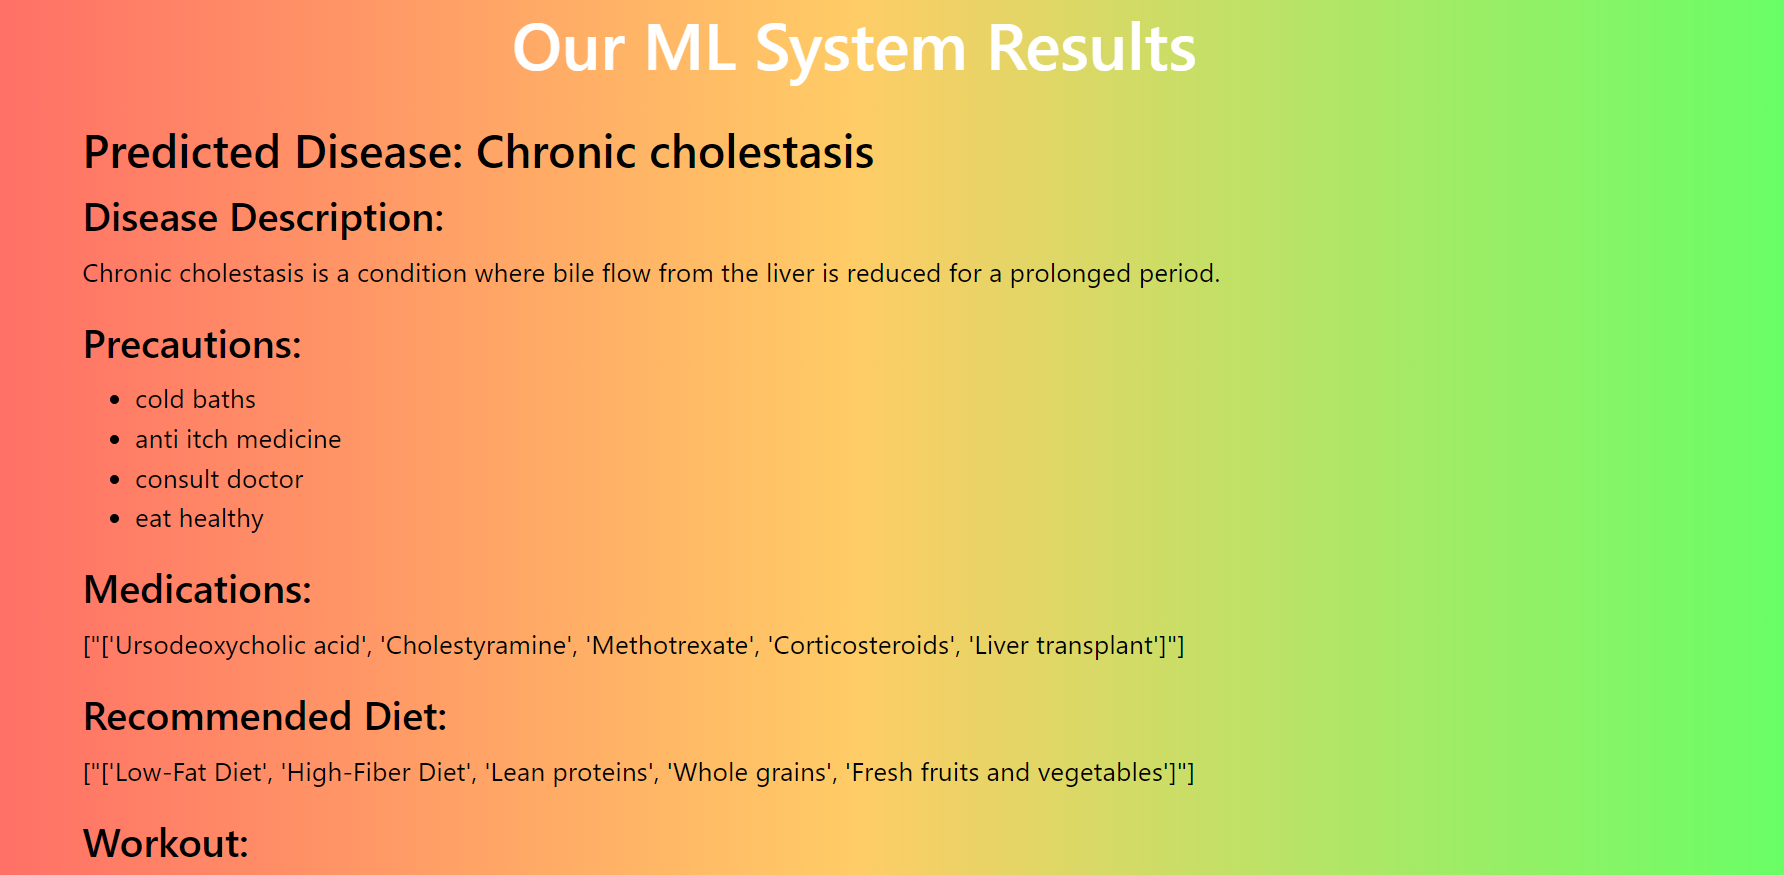 Our ML System Results
Predicted Disease: Chronic cholestasis
Disease Description:
Chronic cholestasis is a condition where bile flow from the liver is reduced for a prolonged period.
Precautions:
• cold baths
• anti itch medicine
• consult doctor
• eat healthy
Medications:
["['Ursodeoxycholic acid', 'Cholestyramine', 'Methotrexate', 'Corticosteroids', 'Liver transplant']"]
Recommended Diet:
["['Low-Fat Diet', 'High-Fiber Diet', 'Lean proteins', 'Whole grains', 'Fresh fruits and vegetables']"]
Workout: